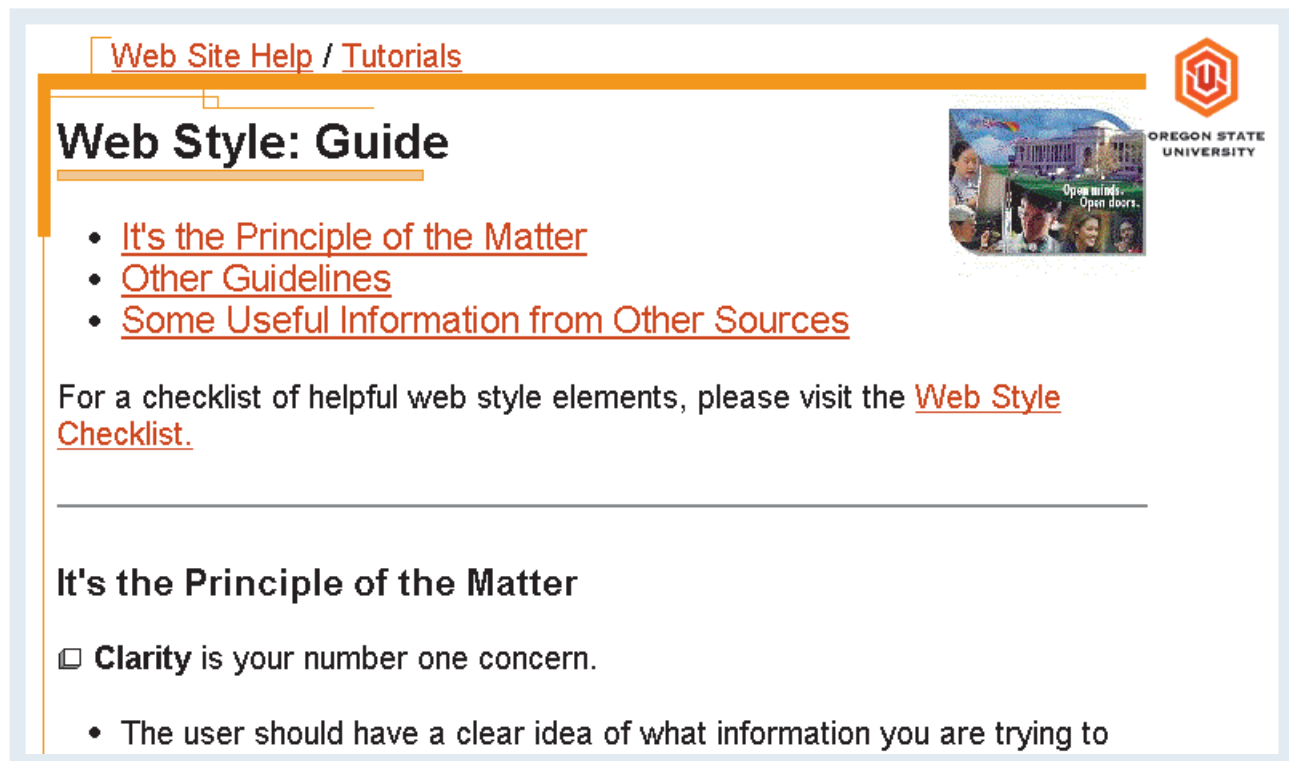 Web Site Help / Tutorials
OREGON STATE
UNIVERSITY
Web Style: Guide
Open minds.
Open doors.
• It's the Principle of the Matter
• Other Guidelines
• Some Useful Information from Other Sources
For a checklist of helpful web style elements, please visit the Web Style
Checklist.
It's the Principle of the Matter
Clarity is your number one concern.
• The user should have a clear idea of what information you are trying to